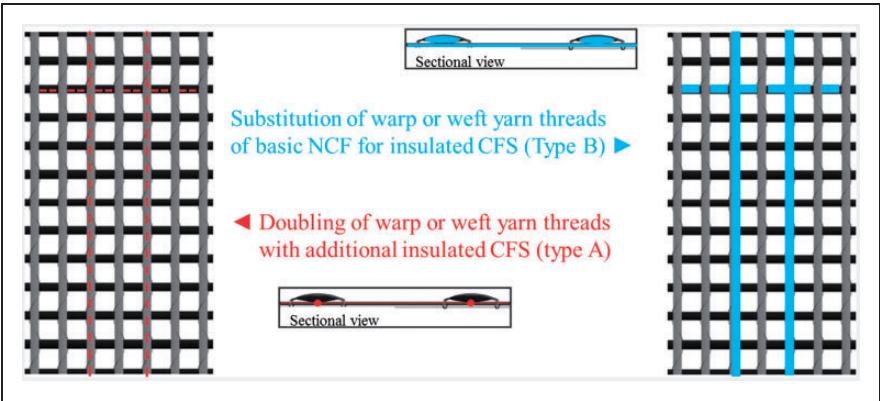 Sectional view
Substitution of warp or weft yarn threads
of basic NCF for insulated CFS (Type B) ►
◄ Doubling of warp or weft yarn threads
with additional insulated CFS (type A)
Sectional view